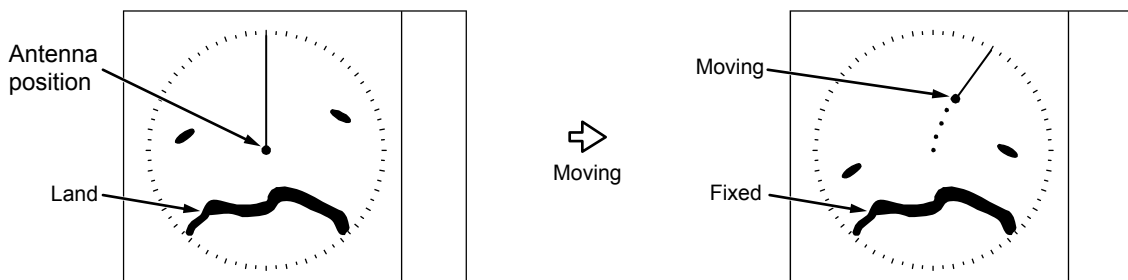 Antenna
position
Land
Moving
Moving
Fixed